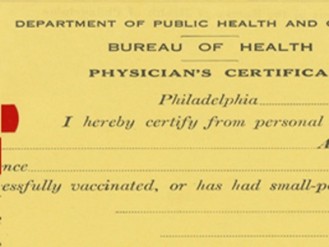 DEPARTMENT OF PUBLIC HEALTH AND
BUREAU OF HEALTH
PHYSICIAN'S CERTIFICA
Philadelphia
I hereby certify from personal
A
nce
essfully vaccinated, or has had small-po